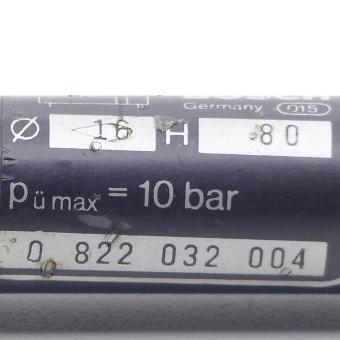 Germany 015
Ø 16 H 80
pü max = 10 bar
0 822 032 004